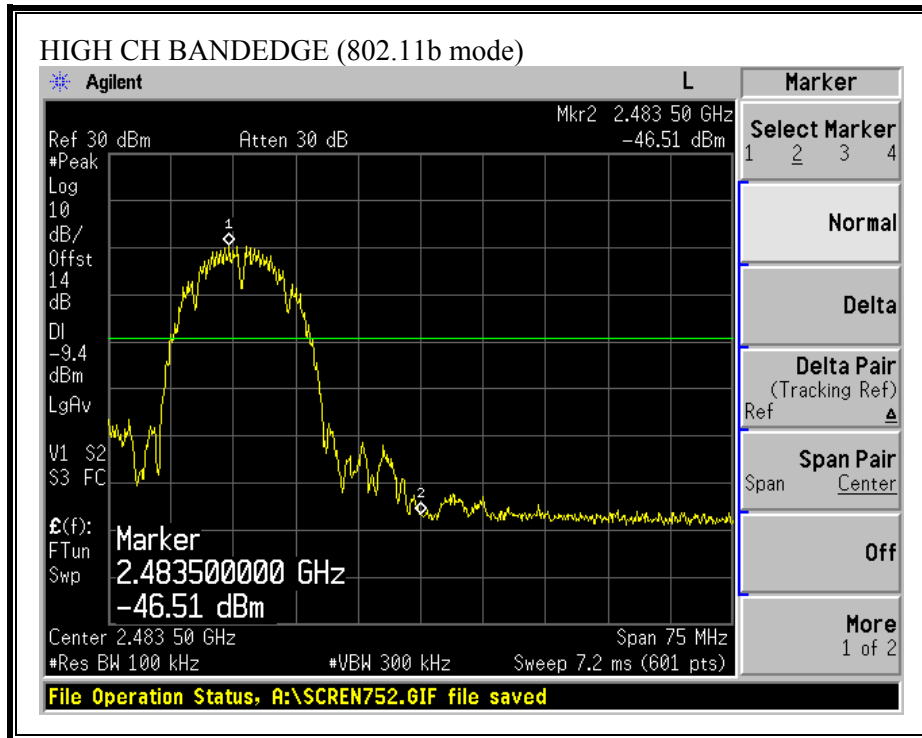 HIGH CH BANDEDGE (802.11b mode)
Agilent
L
Marker
Mkr2 2.483 50 GHz
Ref 30 dBm Atten 30 dB -46.51 dBm
#Peak
Log
10
dB/
Offst
14
dB
DI
-9.4
dBm
LgAv
V1 S2
S3 FC
£(f):
FTun
Swp
1
2
Marker
2.483500000 GHz
-46.51 dBm
Center 2.483 50 GHz Span 75 MHz
#Res BW 100 kHz #VBW 300 kHz Sweep 7.2 ms (601 pts)
Select Marker
1 2 3 4
Normal
Delta
Delta Pair
(Tracking Ref)
Ref Δ
Span Pair
Span Center
Off
More
1 of 2
File Operation Status, A:\SCREN752.GIF file saved